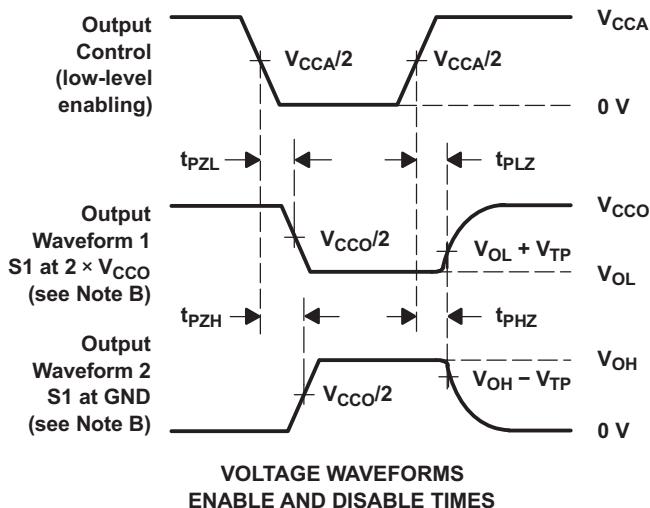 Output
Control
(low-level
enabling)
V_CCA/2
V_CCA/2
V_CCA
0 V
t_PZL
t_PLZ
Output
Waveform 1
S1 at 2 × V_CCO
(see Note B)
V_CCO/2
V_CCO
V_OL + V_TP
V_OL
t_PZH
t_PHZ
Output
Waveform 2
S1 at GND
(see Note B)
V_CCO/2
V_OH
V_OH − V_TP
0 V
VOLTAGE WAVEFORMS
ENABLE AND DISABLE TIMES